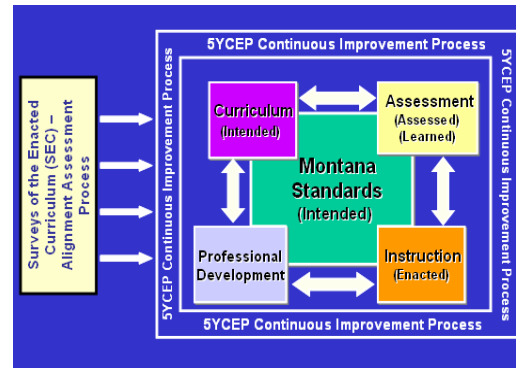 Surveys of the Enacted
Curriculum (SEC) –
Alignment Assessment
Process
5YCEP Continuous Improvement Process
5YCEP Continuous Improvement Process
Curriculum
(Intended)
Assessment
(Assessed)
(Learned)
Montana
Standards
(Intended)
Professional
Development
Instruction
(Enacted)
5YCEP Continuous Improvement Process
5YCEP Continuous Improvement Process